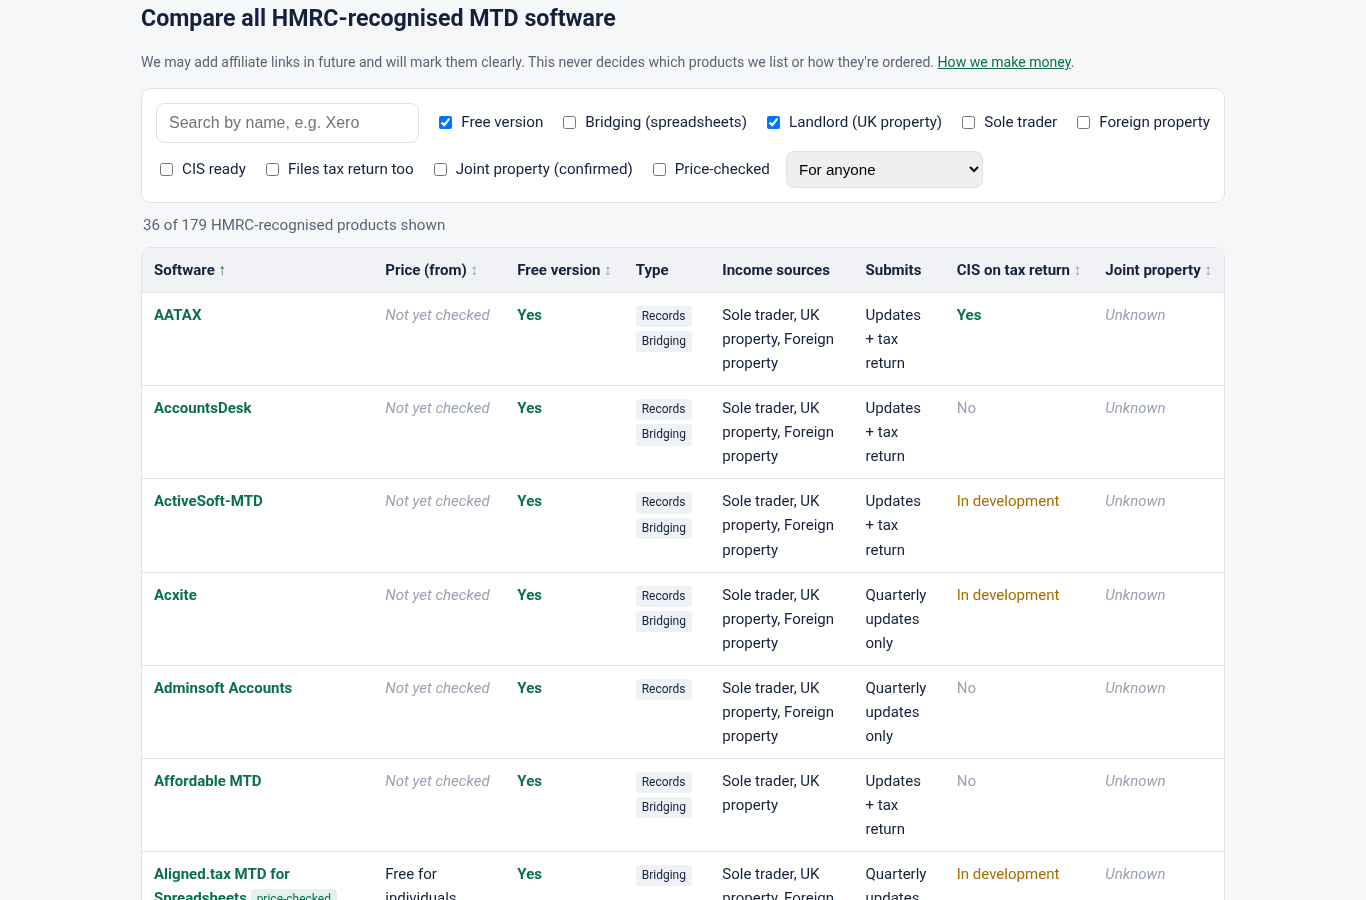 Compare all HMRC-recognised MTD software
We may add affiliate links in future and will mark them clearly. This never decides which products we list or how they're ordered. How we make money.
Search by name, e.g. Xero Free version Bridging (spreadsheets) Landlord (UK property) Sole trader Foreign property
CIS ready Files tax return too Joint property (confirmed) Price-checked For anyone
36 of 179 HMRC-recognised products shown
Software ↑ Price (from) ↕ Free version ↕ Type Income sources Submits CIS on tax return ↕ Joint property ↕
AATAX Not yet checked Yes Records Sole trader, UK Updates Yes Unknown
Bridging property, Foreign + tax
property return
AccountsDesk Not yet checked Yes Records Sole trader, UK Updates No Unknown
Bridging property, Foreign + tax
property return
ActiveSoft-MTD Not yet checked Yes Records Sole trader, UK Updates In development Unknown
Bridging property, Foreign + tax
property return
Acxite Not yet checked Yes Records Sole trader, UK Quarterly In development Unknown
Bridging property, Foreign updates
property only
Adminsoft Accounts Not yet checked Yes Records Sole trader, UK Quarterly No Unknown
property, Foreign updates
property only
Affordable MTD Not yet checked Yes Records Sole trader, UK Updates No Unknown
Bridging property + tax
return
Aligned.tax MTD for Free for Yes Bridging Sole trader, UK Quarterly In development Unknown
Spreadsheets price-checked individuals property, Foreign updates